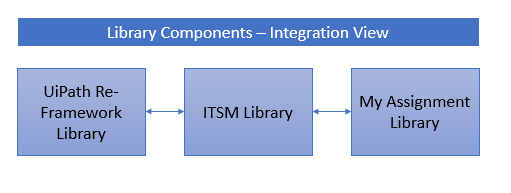 Library Components – Integration View
UiPath Re-
Framework
Library
ITSM Library
My Assignment
Library